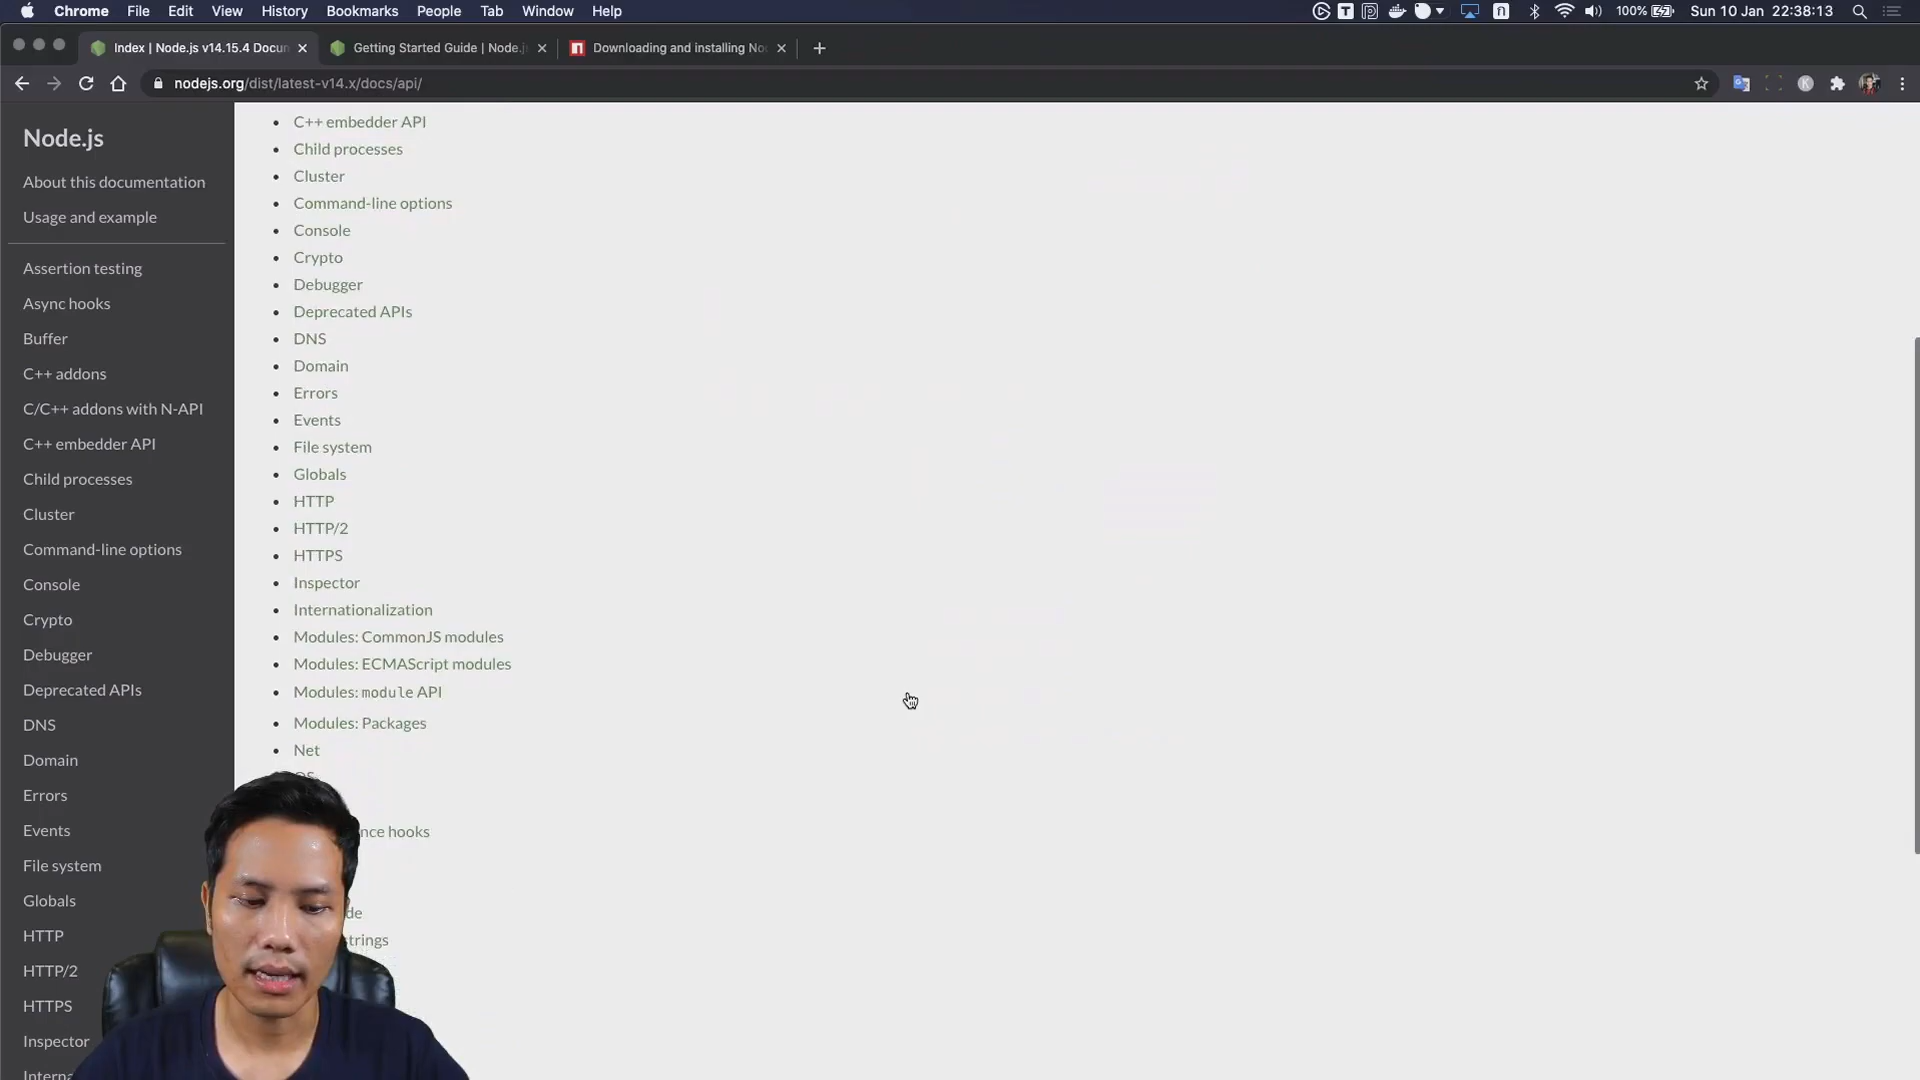 Chrome File Edit View History Bookmarks People Tab Window Help
100% Sun 10 Jan 22:38:13
Index | Node.js v14.15.4 Docun
Getting Started Guide | Node.js
Downloading and installing No
nodejs.org/dist/latest-v14.x/docs/api/
Node.js
About this documentation
Usage and example
Assertion testing
Async hooks
Buffer
C++ addons
C/C++ addons with N-API
C++ embedder API
Child processes
Cluster
Command-line options
Console
Crypto
Debugger
Deprecated APIs
DNS
Domain
Errors
Events
File system
Globals
HTTP
HTTP/2
HTTPS
Inspector
Intern
C++ embedder API
Child processes
Cluster
Command-line options
Console
Crypto
Debugger
Deprecated APIs
DNS
Domain
Errors
Events
File system
Globals
HTTP
HTTP/2
HTTPS
Inspector
Internationalization
Modules: CommonJS modules
Modules: ECMAScript modules
Modules: module API
Modules: Packages
Net
OS
nce hooks
de
strings